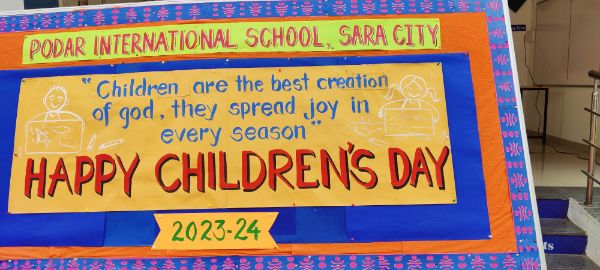 PODAR INTERNATIONAL SCHOOL, SARA CITY
"Children are the best creation
of god, they spread joy in
every season"
HAPPY CHILDREN'S DAY
2023-24